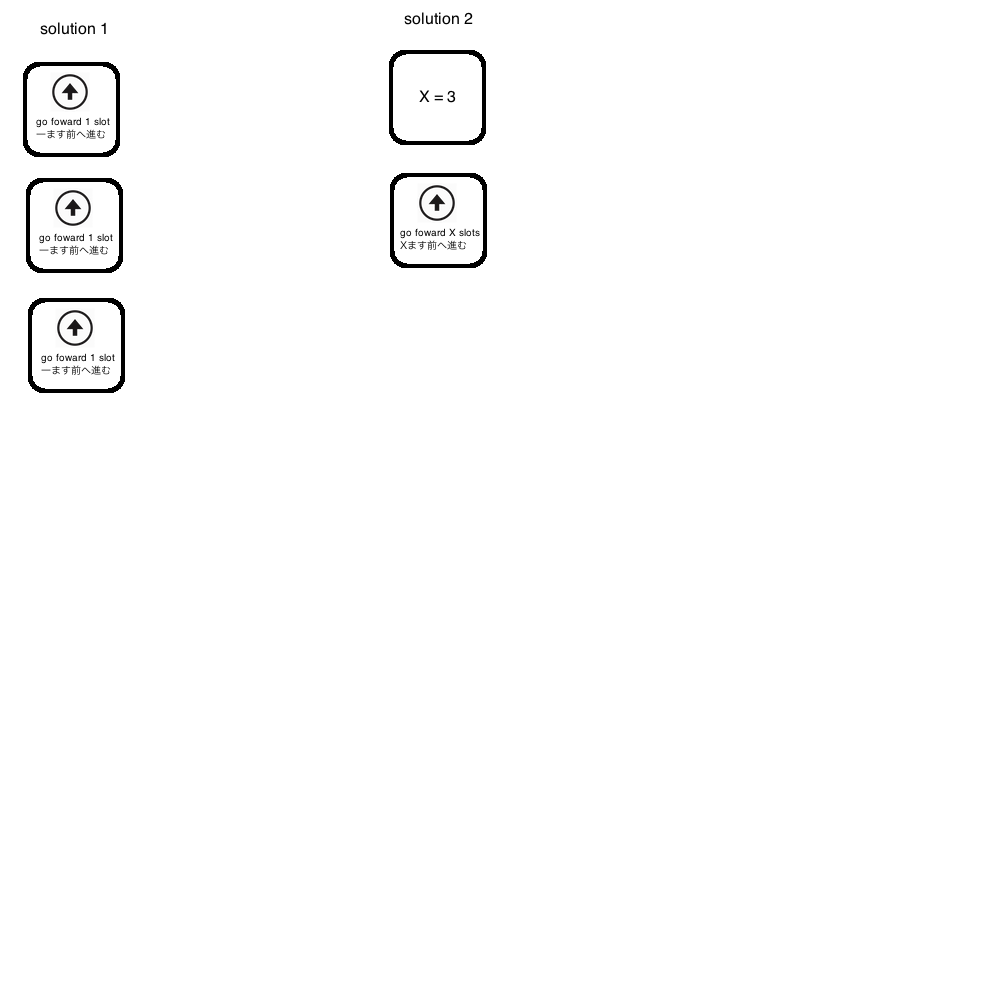 solution 1
go foward 1 slot
一ます前へ進む
go foward 1 slot
一ます前へ進む
go foward 1 slot
一ます前へ進む
solution 2
X = 3
go foward X slots
Xます前へ進む